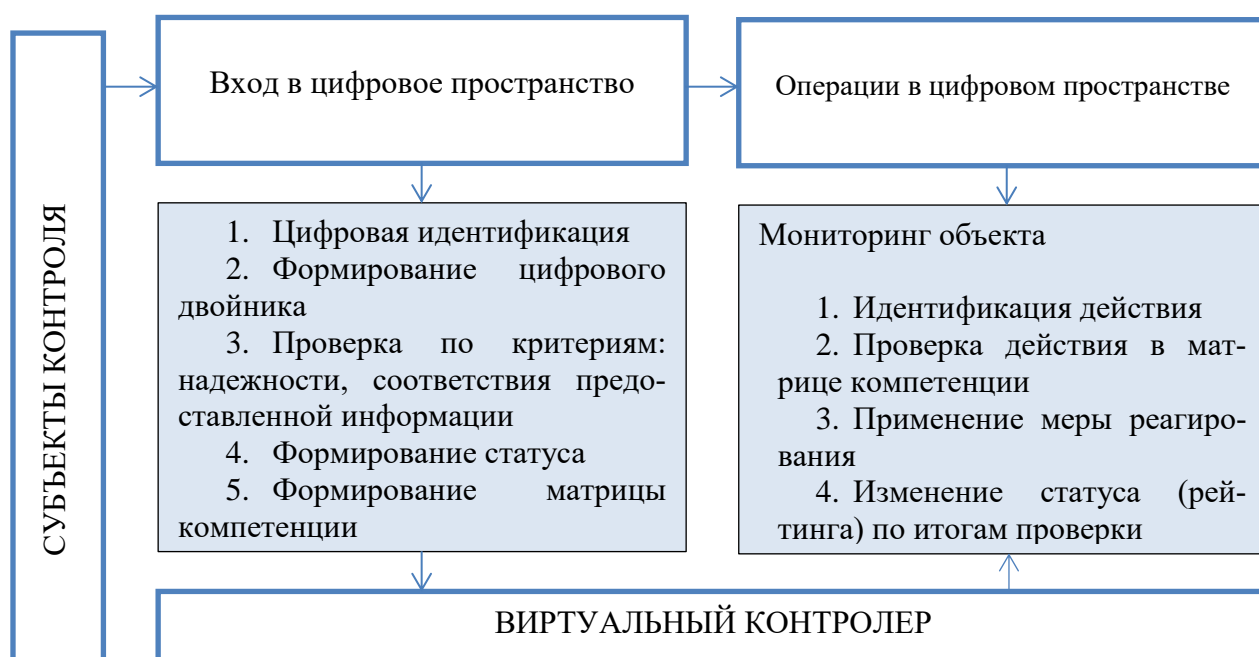 СУБЪЕКТЫ КОНТРОЛЯ
Вход в цифровое пространство
Операции в цифровом пространстве
1. Цифровая идентификация
2. Формирование цифрового
двойника
3. Проверка по критериям:
надежности, соответствия предо-
ставленной информации
4. Формирование статуса
5. Формирование матрицы
компетенции
Мониторинг объекта
1. Идентификация действия
2. Проверка действия в мат-
рице компетенции
3. Применение меры реагиро-
вания
4. Изменение статуса (рей-
тинга) по итогам проверки
ВИРТУАЛЬНЫЙ КОНТРОЛЕР